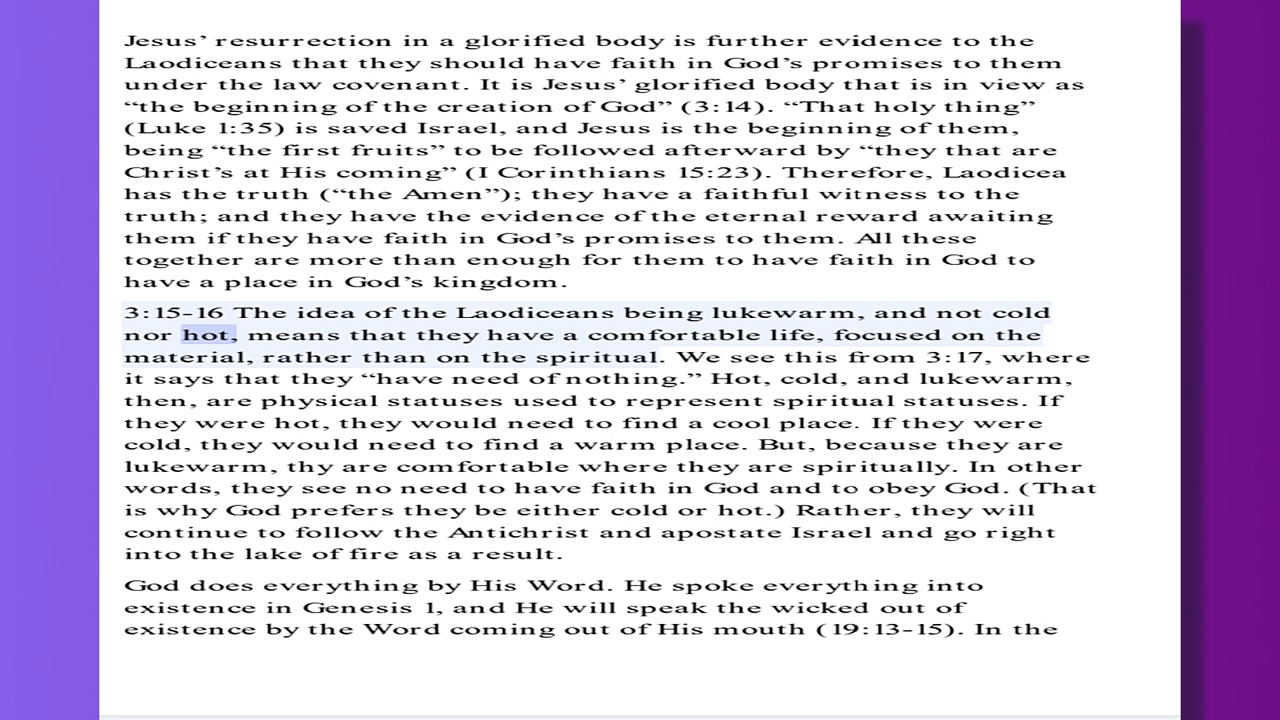 Jesus’ resurrection in a glorified body is further evidence to the
Laodiceans that they should have faith in God’s promises to them
under the law covenant. It is Jesus’ glorified body that is in view as
“the beginning of the creation of God” (3:14). “That holy thing”
(Luke 1:35) is saved Israel, and Jesus is the beginning of them,
being “the first fruits” to be followed afterward by “they that are
Christ’s at His coming” (I Corinthians 15:23). Therefore, Laodicea
has the truth (“the Amen”); they have a faithful witness to the
truth; and they have the evidence of the eternal reward awaiting
them if they have faith in God’s promises to them. All these
together are more than enough for them to have faith in God to
have a place in God’s kingdom.
3:15-16 The idea of the Laodiceans being lukewarm, and not cold
nor hot, means that they have a comfortable life, focused on the
material, rather than on the spiritual. We see this from 3:17, where
it says that they “have need of nothing.” Hot, cold, and lukewarm,
then, are physical statuses used to represent spiritual statuses. If
they were hot, they would need to find a cool place. If they were
cold, they would need to find a warm place. But, because they are
lukewarm, thy are comfortable where they are spiritually. In other
words, they see no need to have faith in God and to obey God. (That
is why God prefers they be either cold or hot.) Rather, they will
continue to follow the Antichrist and apostate Israel and go right
into the lake of fire as a result.
God does everything by His Word. He spoke everything into
existence in Genesis 1, and He will speak the wicked out of
existence by the Word coming out of His mouth (19:13-15). In the